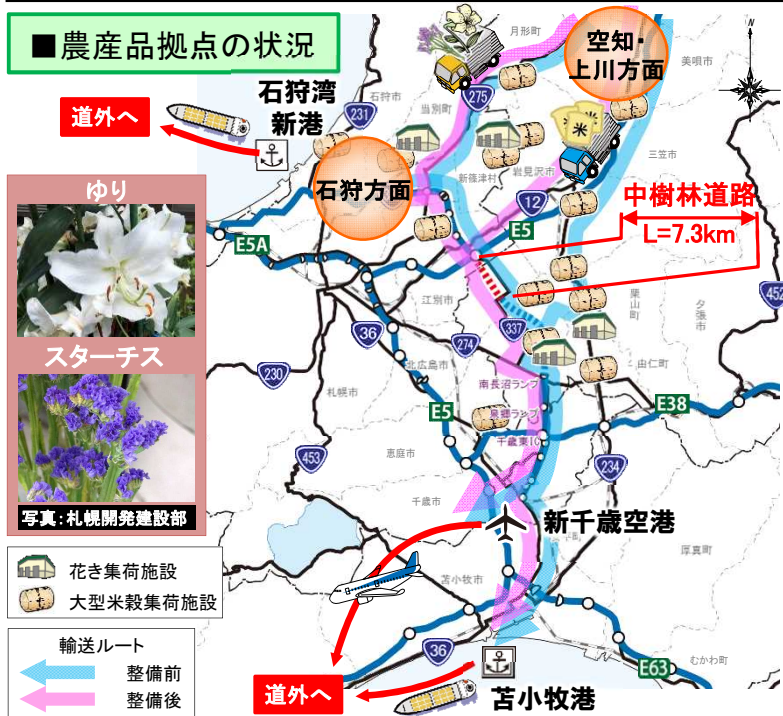 ■農産品拠点の状況
月形町
空知・
上川方面
美唄市
N
石狩湾
新港
石狩市
当別町
275
231
道外へ
米
三笠市
新篠津村
岩見沢市
石狩方面
12
中樹林道路
L=7.3km
E5
E5A
ゆり
江別市
栗山町
夕張市
452
36
337
274
北広島市
由仁町
スターチス
230
札幌市
南長沼ランプ
E5
泉郷ランプ
E38
千歳東IC
恵庭市
453
234
千歳市
写真:札幌開発建設部
新千歳空港
厚真町
花き集荷施設
大型米穀集荷施設
苫小牧市
輸送ルート
整備前
整備後
36
E63
むかわ町
道外へ
苫小牧港